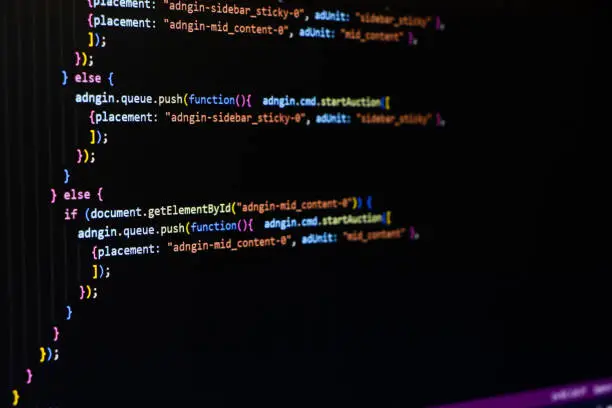 {placement: "adngin-sidebar_sticky-0", adUnit: "sidebar_sticky" },
{placement: "adngin-mid_content-0", adUnit: "mid_content" },
]);
});
} else {
adngin.queue.push(function(){  adngin.cmd.startAuction([
{placement: "adngin-sidebar_sticky-0", adUnit: "sidebar_sticky" },
]);
});
}
} else {
if (document.getElementById("adngin-mid_content-0")) {
adngin.queue.push(function(){  adngin.cmd.startAuction([
{placement: "adngin-mid_content-0", adUnit: "mid_content" },
]);
});
}
}
});
}
}